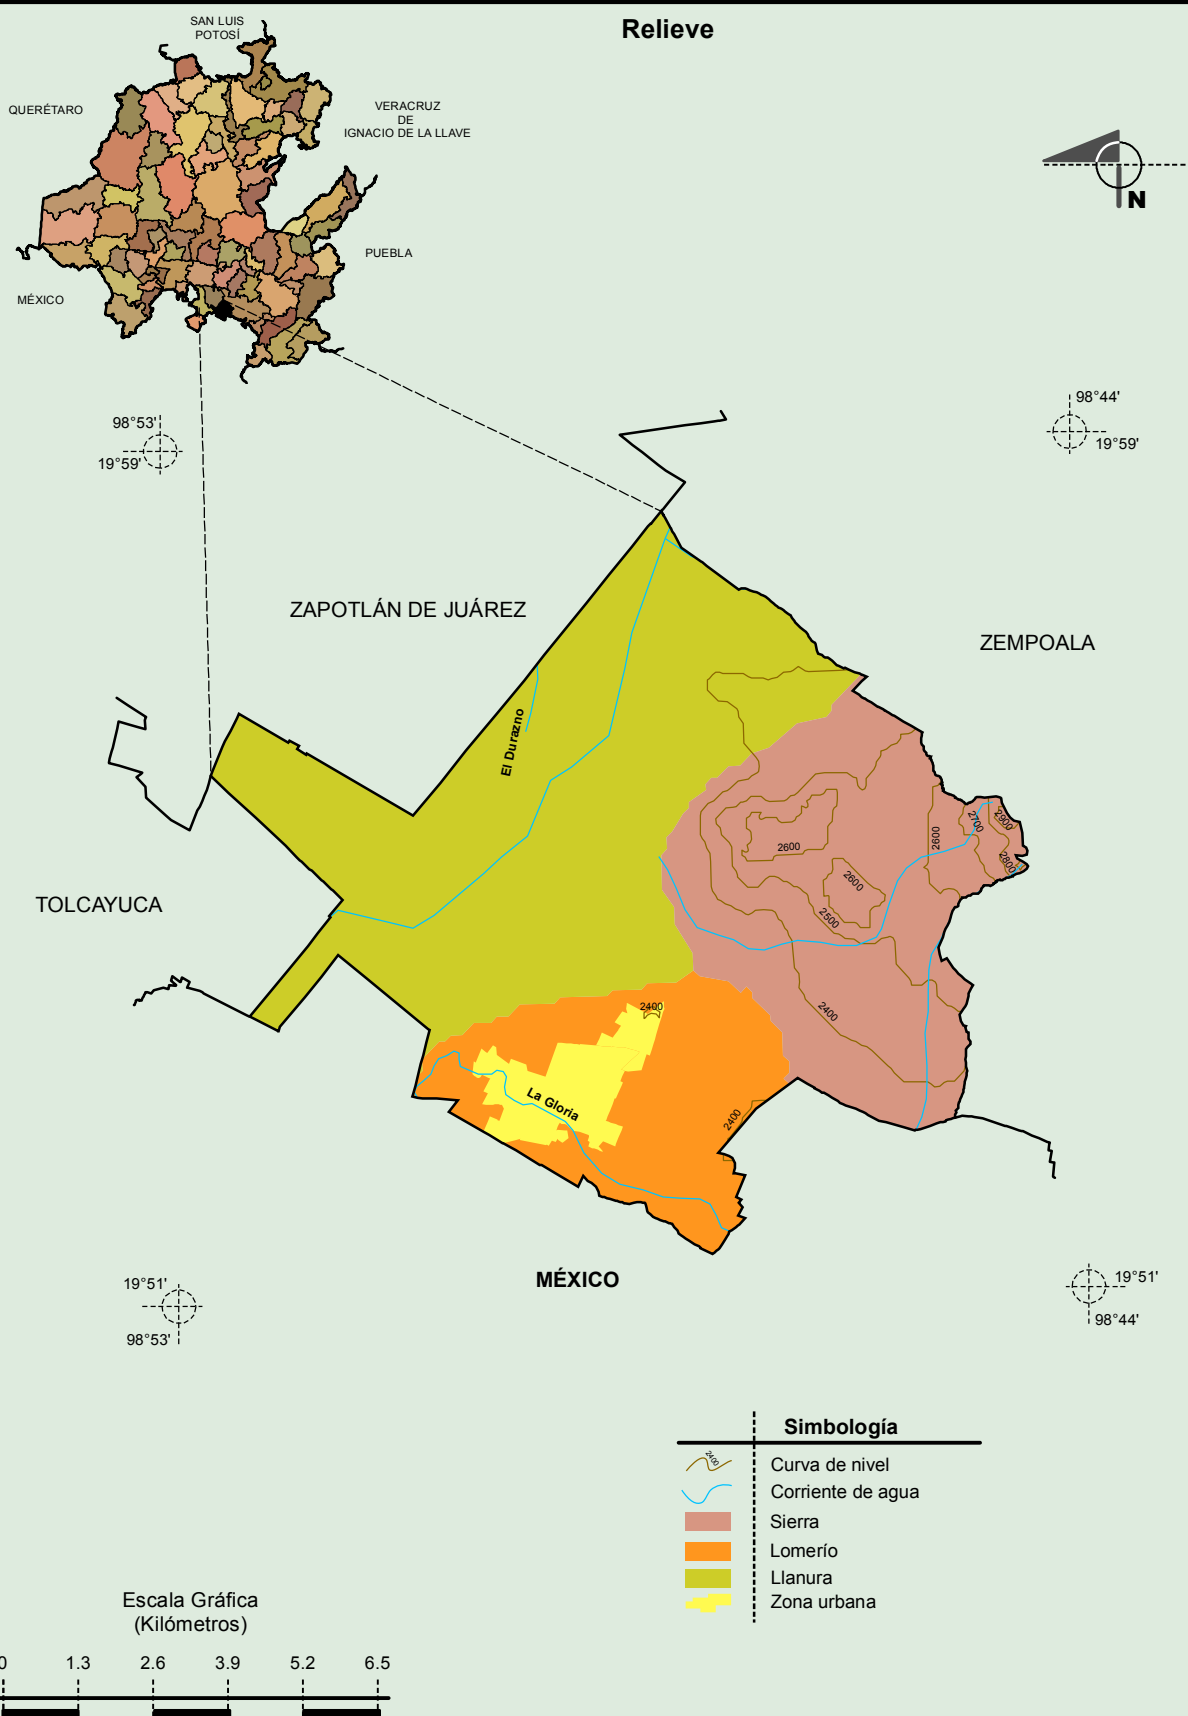 Relieve
SAN LUIS
POTOSÍ
QUERÉTARO
VERACRUZ
DE
IGNACIO DE LA LLAVE
N
PUEBLA
MÉXICO
98°53'
19°59'
98°44'
19°59'
ZAPOTLÁN DE JUÁREZ
ZEMPOALA
El Durazno
TOLCAYUCA
2600
2600
2500
2400
2600
2700
2900
2800
2400
La Gloria
2400
MÉXICO
19°51'
98°53'
19°51'
98°44'
Simbología
2400
Curva de nivel
Corriente de agua
Sierra
Lomerío
Llanura
Zona urbana
Escala Gráfica
(Kilómetros)
0 1.3 2.6 3.9 5.2 6.5